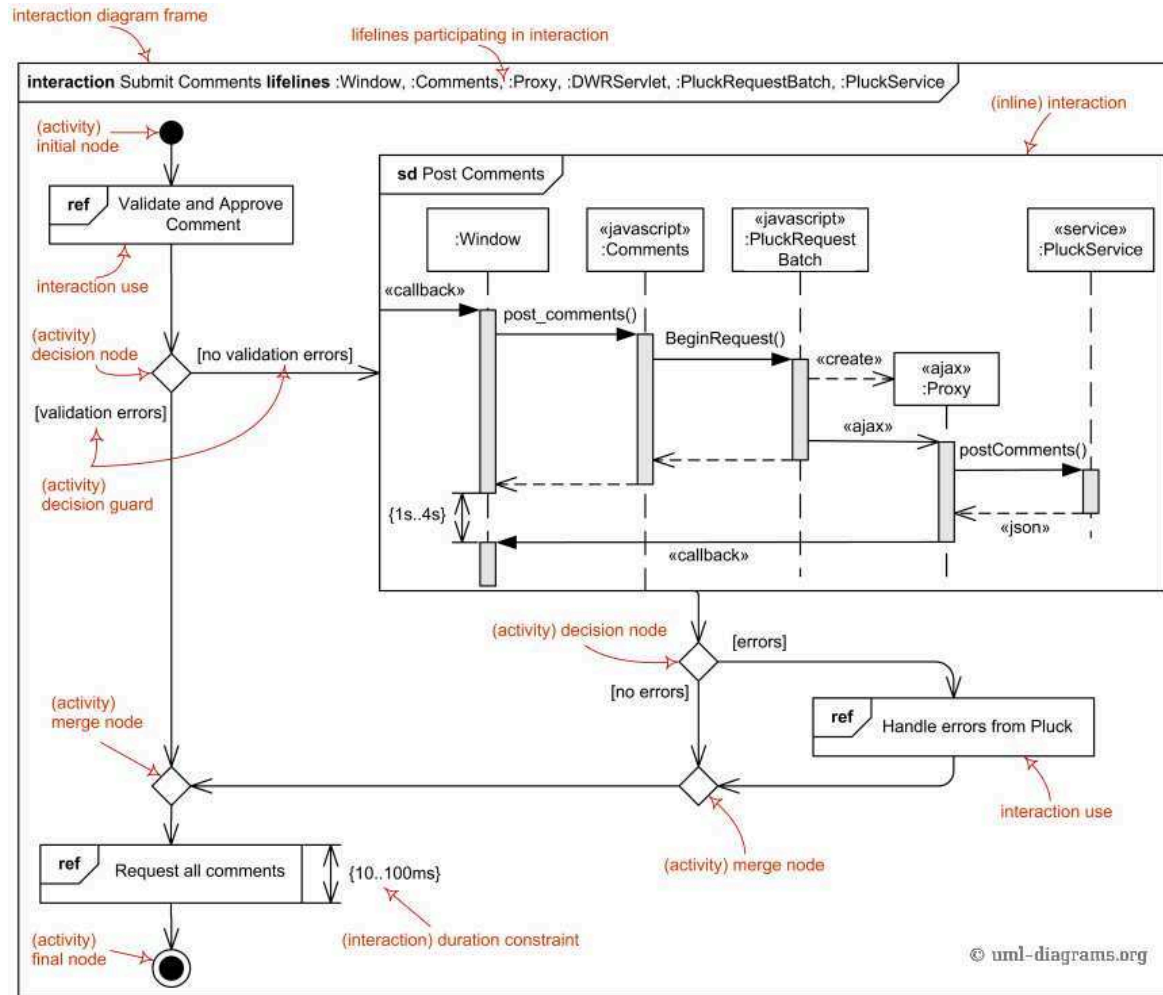 interaction diagram frame
lifelines participating in interaction
interaction Submit Comments lifelines :Window, :Comments, :Proxy, :DWRServlet, :PluckRequestBatch, :PluckService
(activity)
initial node
(inline) interaction
sd Post Comments
ref Validate and Approve
Comment
:Window
«javascript»
:Comments
«javascript»
:PluckRequest
Batch
«service»
:PluckService
interaction use
«callback»
post_comments()
BeginRequest()
(activity)
decision node
[no validation errors]
«create»
«ajax»
:Proxy
[validation errors]
«ajax»
postComments()
(activity)
decision guard
{1s..4s}
«json»
«callback»
(activity) decision node
[errors]
[no errors]
(activity)
merge node
ref Handle errors from Pluck
interaction use
ref Request all comments
{10..100ms}
(activity) merge node
(activity)
final node
(interaction) duration constraint
© uml-diagrams.org